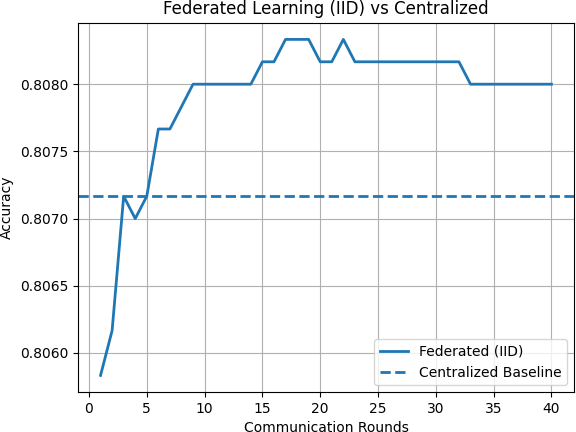 Federated Learning (IID) vs Centralized
0.8080
0.8075
0.8070
0.8065
0.8060
Accuracy
0 5 10 15 20 25 30 35 40
Communication Rounds
Federated (IID)
Centralized Baseline